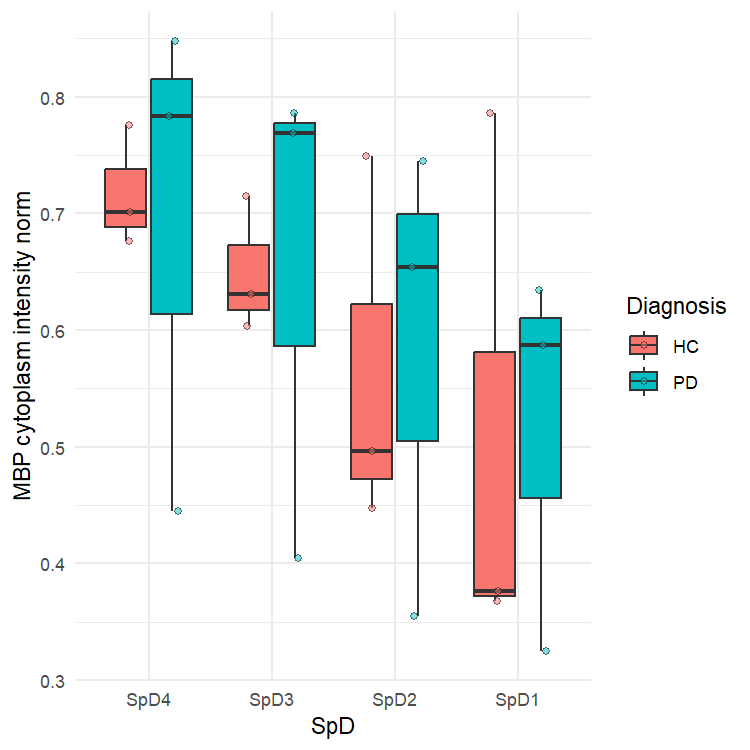 MBP cytoplasm intensity norm
0.8
0.7
0.6
0.5
0.4
0.3
SpD4 SpD3 SpD2 SpD1
SpD
Diagnosis
HC
PD